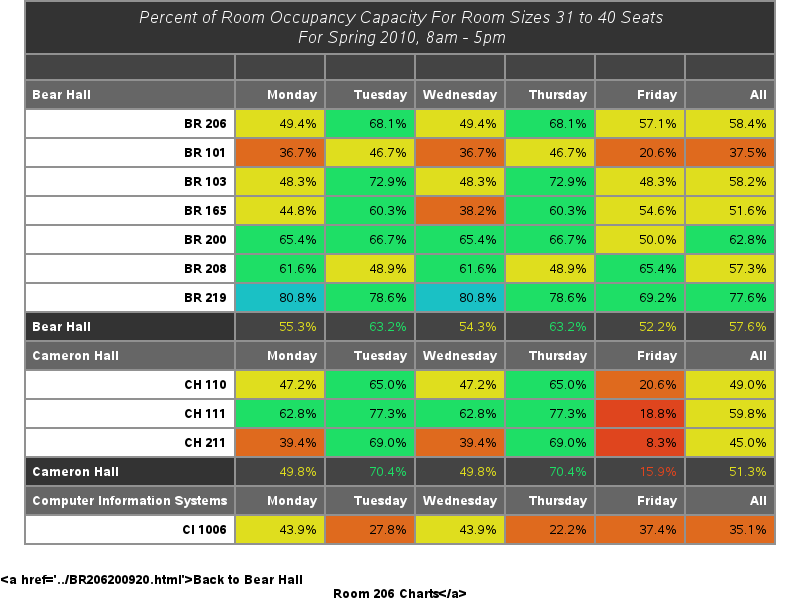 Percent of Room Occupancy Capacity For Room Sizes 31 to 40 Seats
For Spring 2010, 8am - 5pm
Bear Hall Monday Tuesday Wednesday Thursday Friday All
BR 206 49.4% 68.1% 49.4% 68.1% 57.1% 58.4%
BR 101 36.7% 46.7% 36.7% 46.7% 20.6% 37.5%
BR 103 48.3% 72.9% 48.3% 72.9% 48.3% 58.2%
BR 165 44.8% 60.3% 38.2% 60.3% 54.6% 51.6%
BR 200 65.4% 66.7% 65.4% 66.7% 50.0% 62.8%
BR 208 61.6% 48.9% 61.6% 48.9% 65.4% 57.3%
BR 219 80.8% 78.6% 80.8% 78.6% 69.2% 77.6%
Bear Hall 55.3% 63.2% 54.3% 63.2% 52.2% 57.6%
Cameron Hall Monday Tuesday Wednesday Thursday Friday All
CH 110 47.2% 65.0% 47.2% 65.0% 20.6% 49.0%
CH 111 62.8% 77.3% 62.8% 77.3% 18.8% 59.8%
CH 211 39.4% 69.0% 39.4% 69.0% 8.3% 45.0%
Cameron Hall 49.8% 70.4% 49.8% 70.4% 15.9% 51.3%
Computer Information Systems Monday Tuesday Wednesday Thursday Friday All
CI 1006 43.9% 27.8% 43.9% 22.2% 37.4% 35.1%
<a href='../BR206200920.html'>Back to Bear Hall
Room 206 Charts</a>